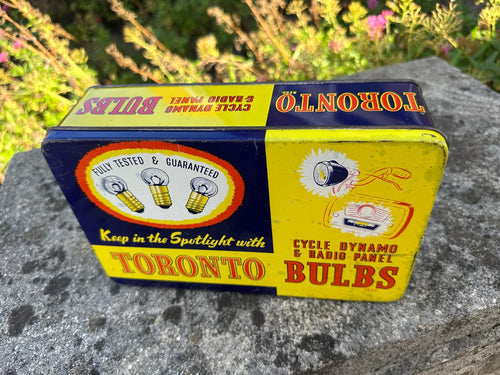 CYCLE DYNAMO
& RADIO PANEL
BULBS
TORONTO
FULLY TESTED & GUARANTEED
Keep in the Spotlight with
TORONTO
CYCLE DYNAMO
& RADIO PANEL
BULBS